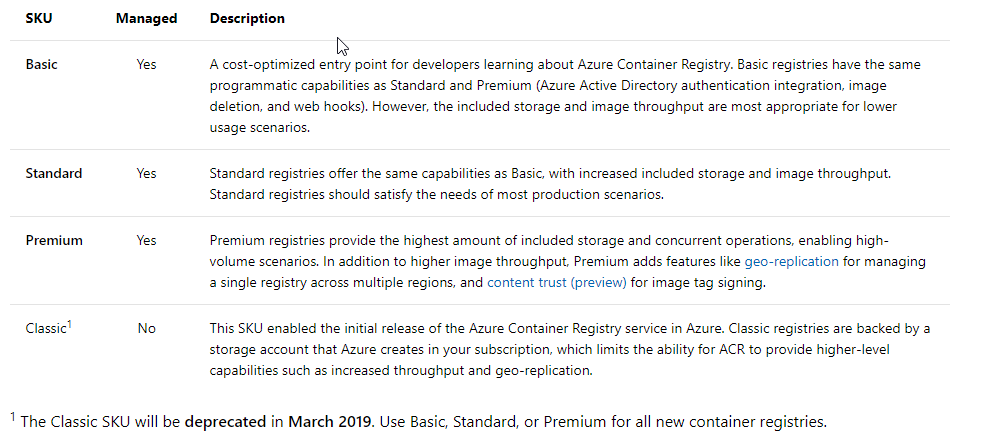 SKU Managed Description
Basic Yes A cost-optimized entry point for developers learning about Azure Container Registry. Basic registries have the same
programmatic capabilities as Standard and Premium (Azure Active Directory authentication integration, image
deletion, and web hooks). However, the included storage and image throughput are most appropriate for lower
usage scenarios.
Standard Yes Standard registries offer the same capabilities as Basic, with increased included storage and image throughput.
Standard registries should satisfy the needs of most production scenarios.
Premium Yes Premium registries provide the highest amount of included storage and concurrent operations, enabling high-
volume scenarios. In addition to higher image throughput, Premium adds features like geo-replication for managing
a single registry across multiple regions, and content trust (preview) for image tag signing.
Classic¹ No This SKU enabled the initial release of the Azure Container Registry service in Azure. Classic registries are backed by a
storage account that Azure creates in your subscription, which limits the ability for ACR to provide higher-level
capabilities such as increased throughput and geo-replication.
¹ The Classic SKU will be deprecated in March 2019. Use Basic, Standard, or Premium for all new container registries.